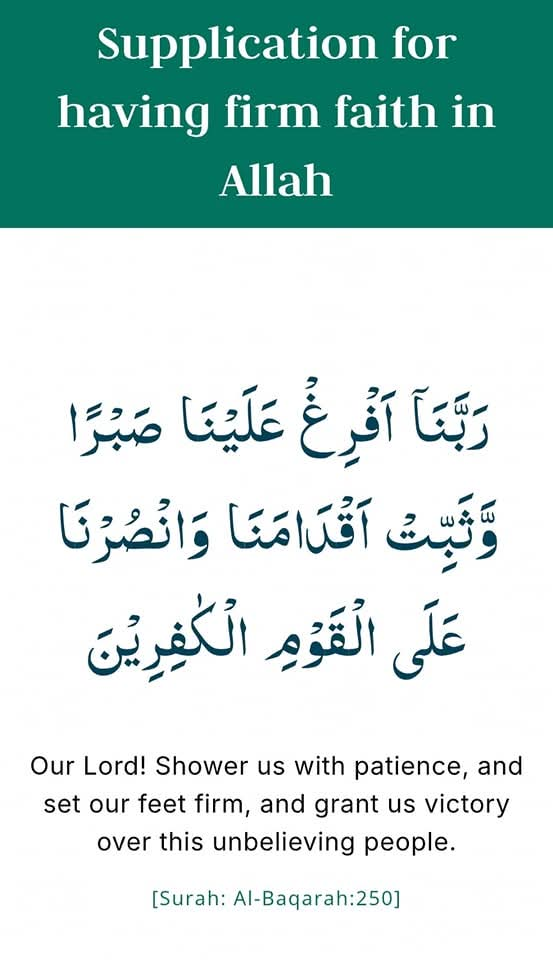 Supplication for
having firm faith in
Allah
رَبَّنَآ اَفْرِغْ عَلَيْنَا صَبْرًا
وَّثَبِّتْ اَقْدَامَنَا وَانْصُرْنَا
عَلَى الْقَوْمِ الْكٰفِرِيْنَ
Our Lord! Shower us with patience, and
set our feet firm, and grant us victory
over this unbelieving people.
[Surah: Al-Baqarah:250]